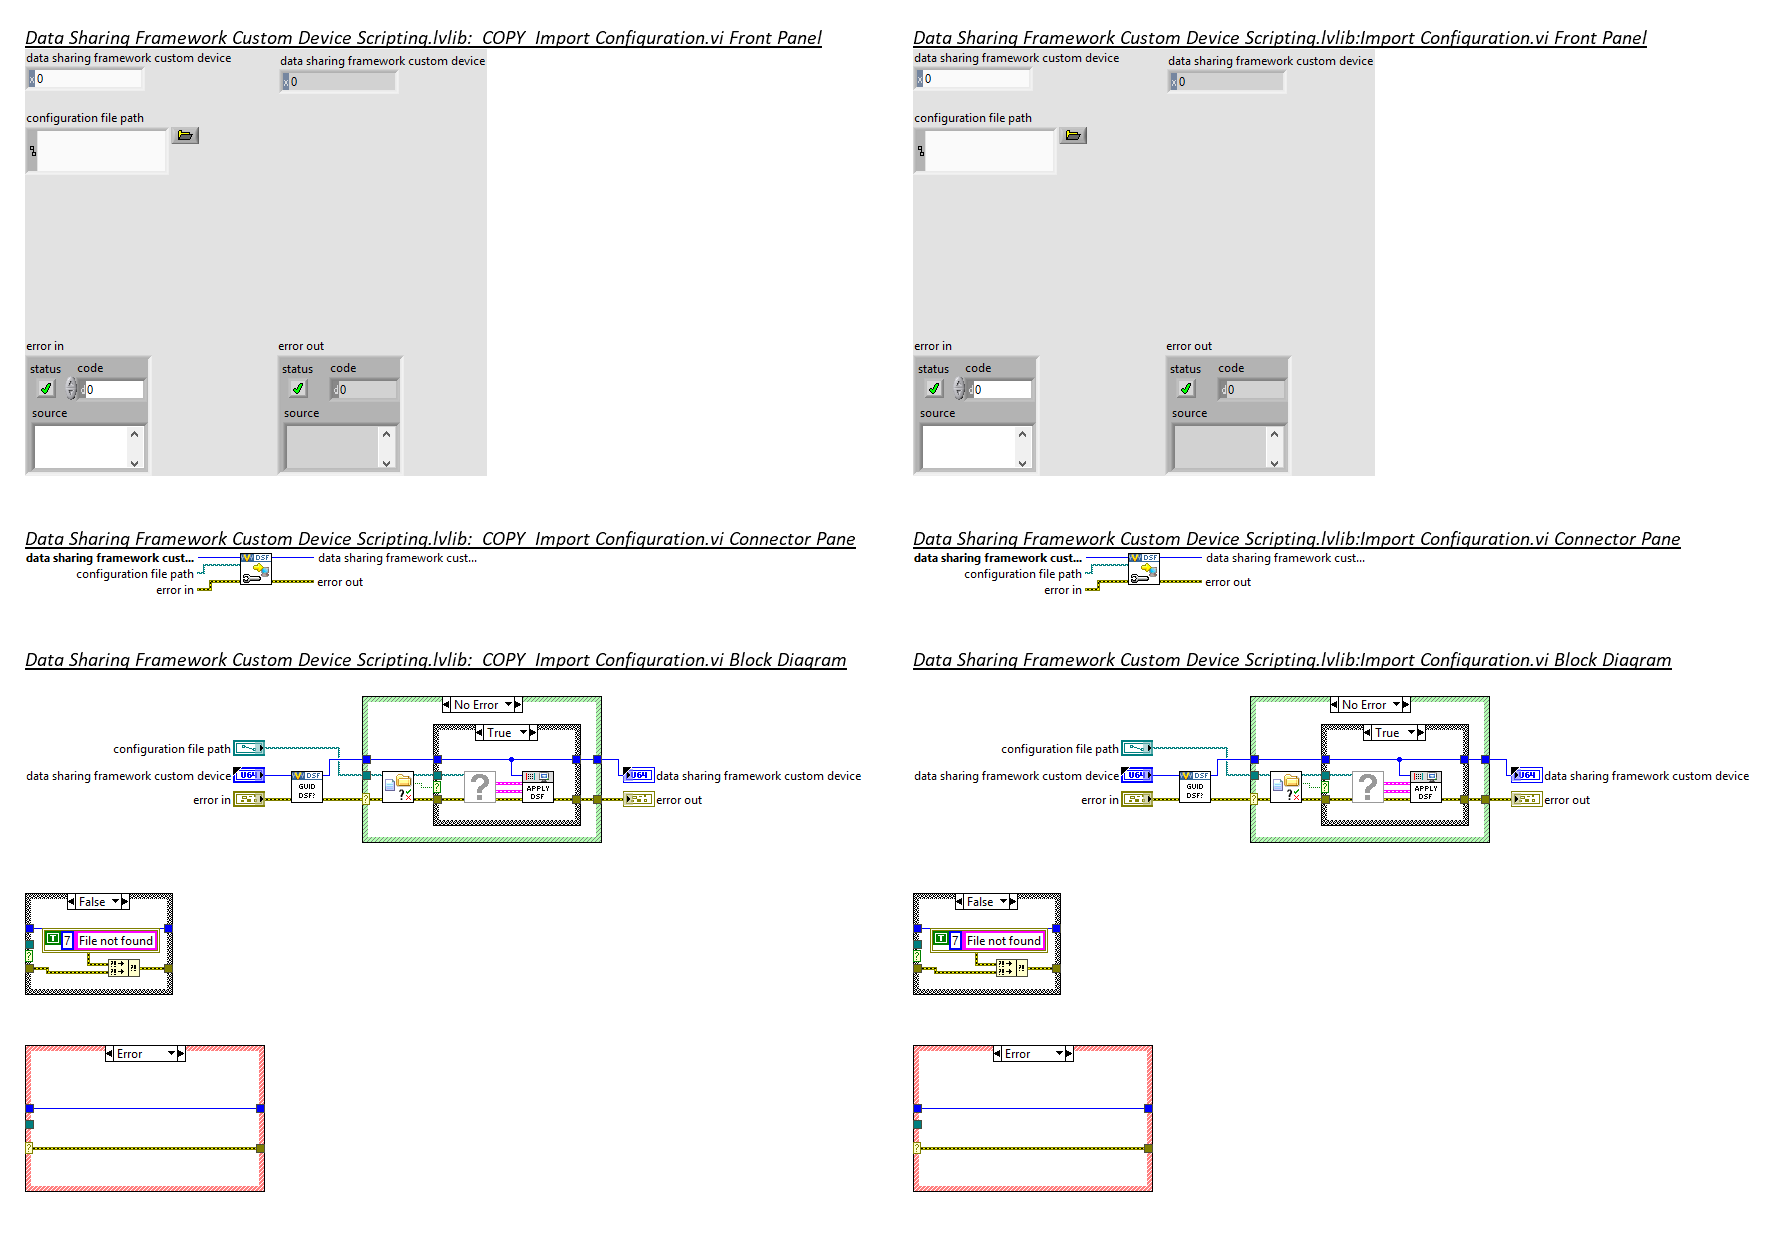 Data Sharing Framework Custom Device Scripting.lvlib:  COPY  Import Configuration.vi Front Panel
data sharing framework custom device
data sharing framework custom device
x 0
x 0
configuration file path
error in
error out
status code
status code
d 0
d 0
source
source
Data Sharing Framework Custom Device Scripting.lvlib:  COPY  Import Configuration.vi Connector Pane
data sharing framework cust...
data sharing framework cust...
DSF
configuration file path
error in
error out
Data Sharing Framework Custom Device Scripting.lvlib:  COPY  Import Configuration.vi Block Diagram
No Error
True
configuration file path
data sharing framework custom device
U64
DSF
GUID
DSF?
?
?
APPLY
DSF
U64
data sharing framework custom device
error in
error out
False
T 7 File not found
?
Error
?
Data Sharing Framework Custom Device Scripting.lvlib:Import Configuration.vi Front Panel
data sharing framework custom device
data sharing framework custom device
x 0
x 0
configuration file path
error in
error out
status code
status code
d 0
d 0
source
source
Data Sharing Framework Custom Device Scripting.lvlib:Import Configuration.vi Connector Pane
data sharing framework cust...
data sharing framework cust...
DSF
configuration file path
error in
error out
Data Sharing Framework Custom Device Scripting.lvlib:Import Configuration.vi Block Diagram
No Error
True
configuration file path
data sharing framework custom device
U64
DSF
GUID
DSF?
?
?
APPLY
DSF
U64
data sharing framework custom device
error in
error out
False
T 7 File not found
?
Error
?